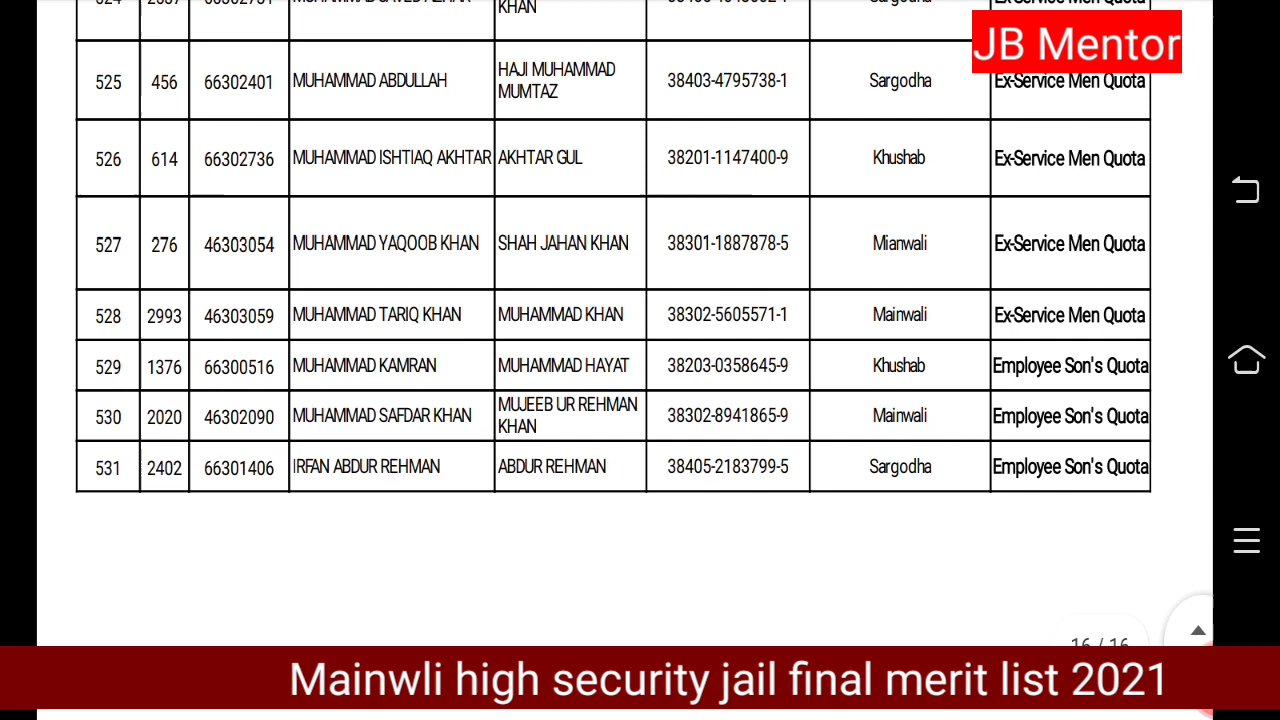 KHAN
JB Mentor
525 456 66302401 MUHAMMAD ABDULLAH HAJI MUHAMMAD MUMTAZ 38403-4795738-1 Sargodha Ex-Service Men Quota
526 614 66302736 MUHAMMAD ISHTIAQ AKHTAR AKHTAR GUL 38201-1147400-9 Khushab Ex-Service Men Quota
527 276 46303054 MUHAMMAD YAQOOB KHAN SHAH JAHAN KHAN 38301-1887878-5 Mianwali Ex-Service Men Quota
528 2993 46303059 MUHAMMAD TARIQ KHAN MUHAMMAD KHAN 38302-5605571-1 Mainwali Ex-Service Men Quota
529 1376 66300516 MUHAMMAD KAMRAN MUHAMMAD HAYAT 38203-0358645-9 Khushab Employee Son's Quota
530 2020 46302090 MUHAMMAD SAFDAR KHAN MUJEEB UR REHMAN KHAN 38302-8941865-9 Mainwali Employee Son's Quota
531 2402 66301406 IRFAN ABDUR REHMAN ABDUR REHMAN 38405-2183799-5 Sargodha Employee Son's Quota
16 / 16
Mainwli high security jail final merit list 2021